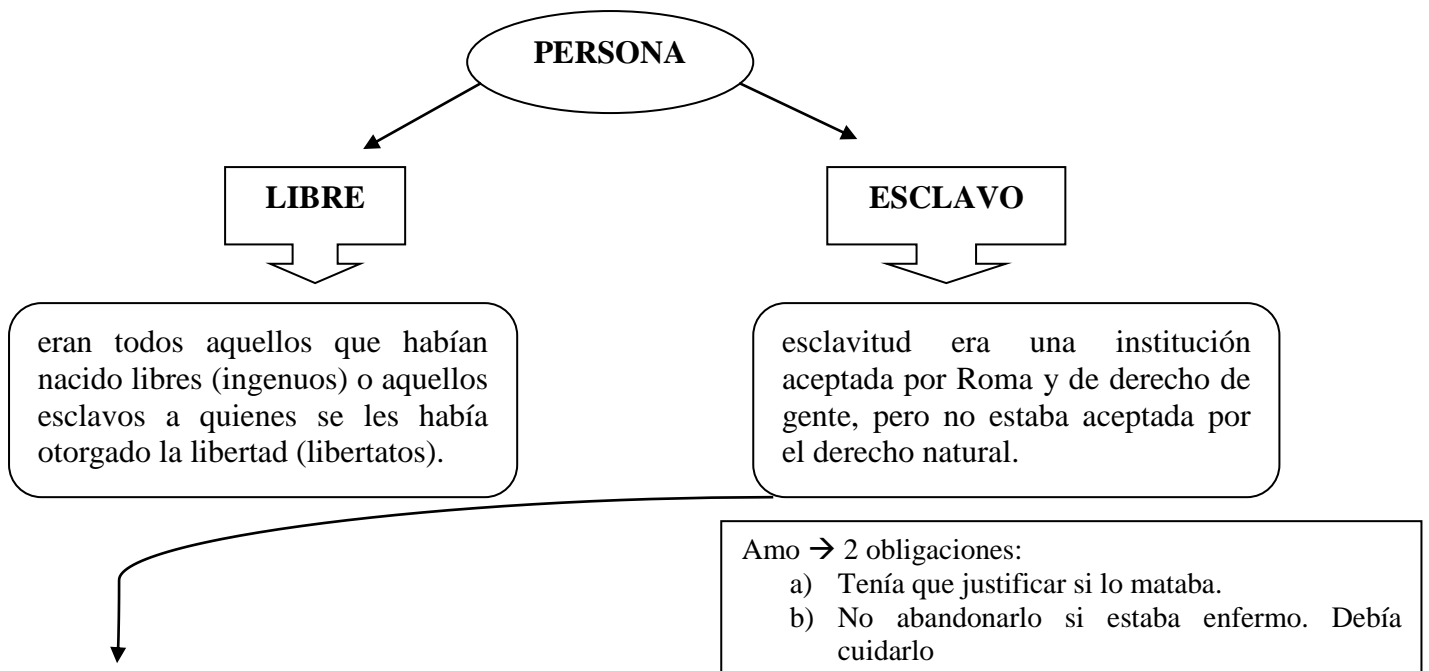 PERSONA
LIBRE
ESCLAVO
eran todos aquellos que habían
nacido libres (ingenuos) o aquellos
esclavos a quienes se les había
otorgado la libertad (libertatos).
esclavitud era una institución
aceptada por Roma y de derecho de
gente, pero no estaba aceptada por
el derecho natural.
Amo → 2 obligaciones:
a) Tenía que justificar si lo mataba.
b) No abandonarlo si estaba enfermo. Debía
cuidarlo